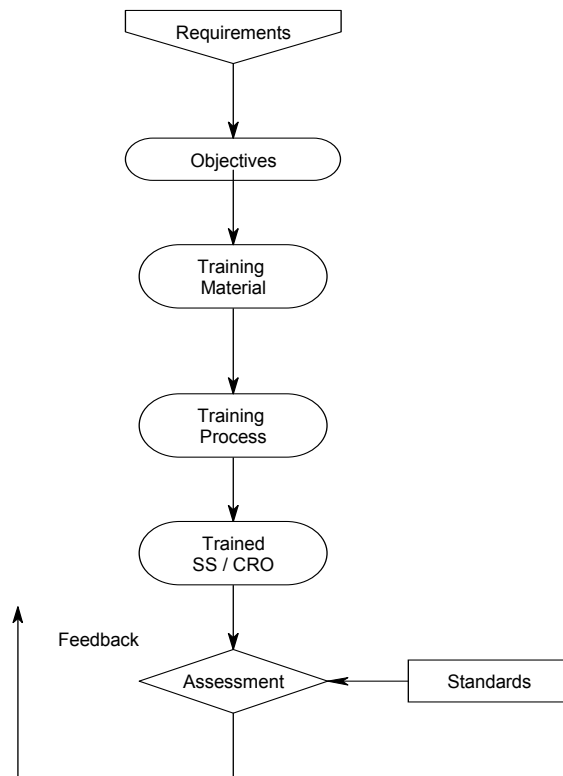 Requirements
Objectives
Training
Material
Training
Process
Trained
SS / CRO
Feedback
Assessment
Standards